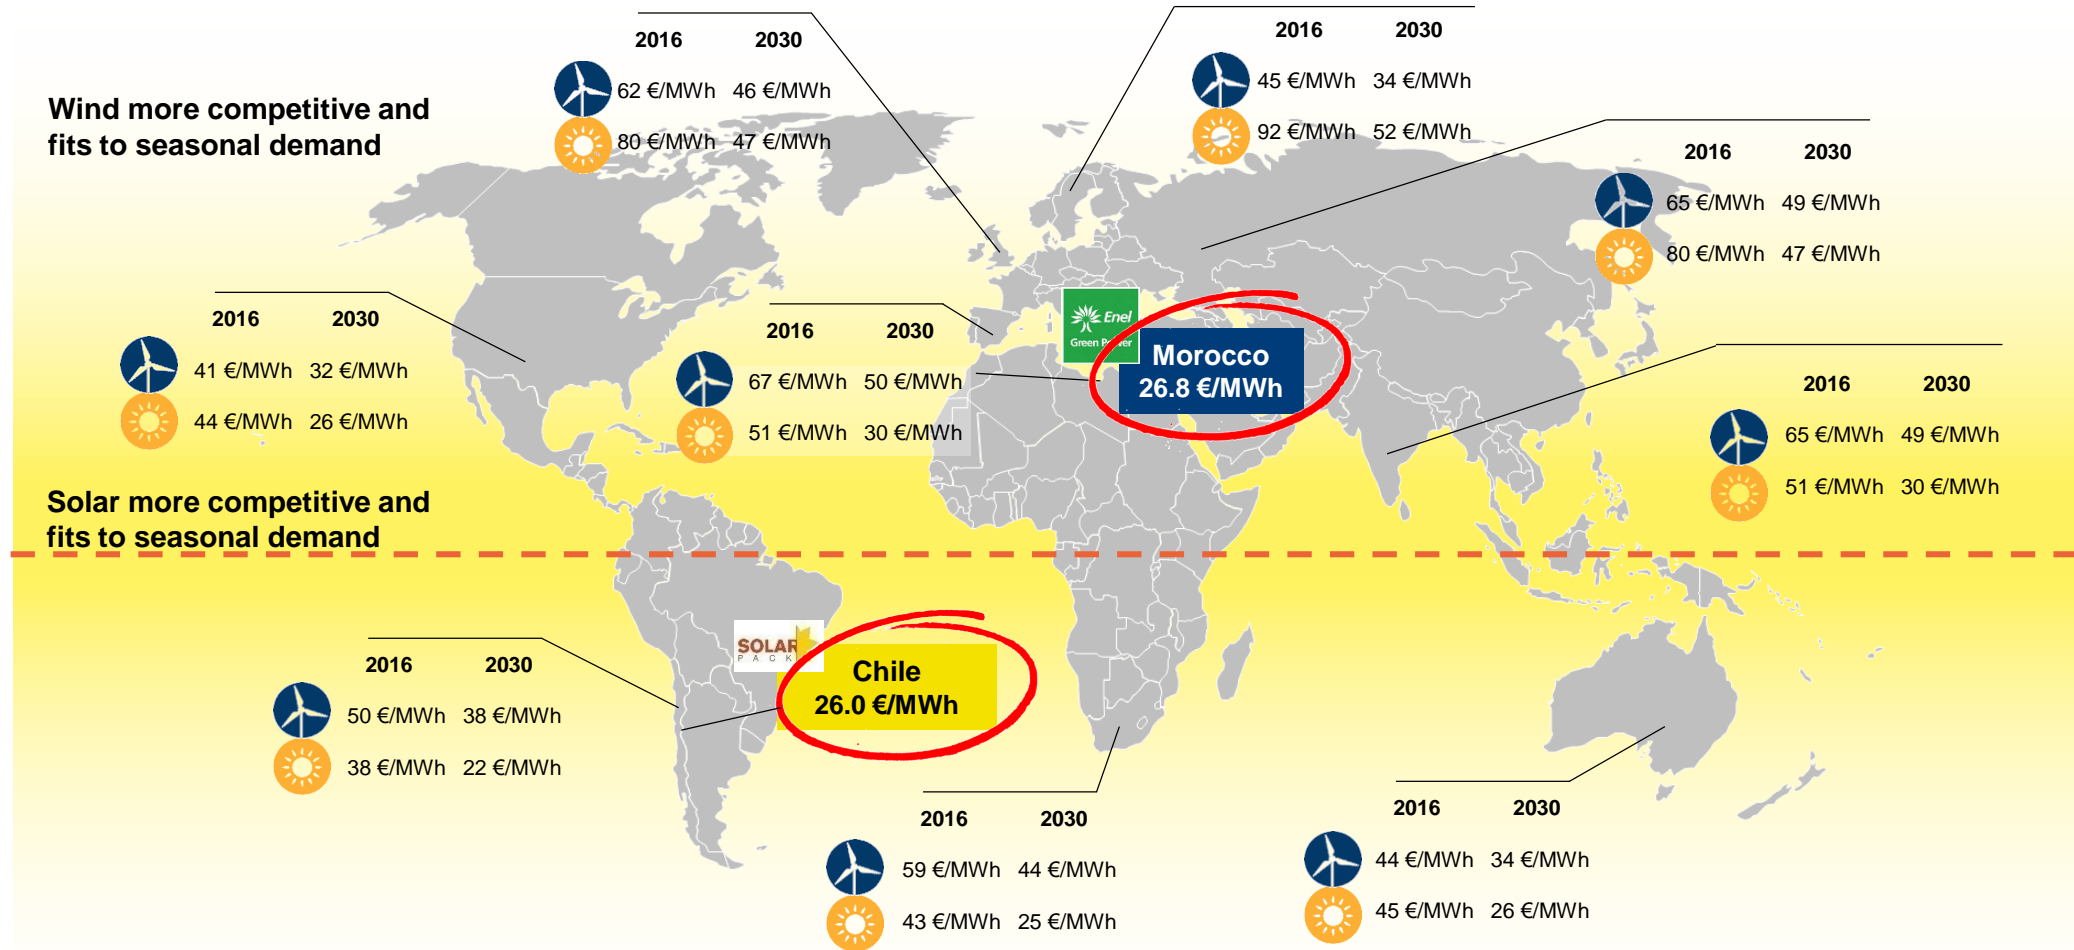 2016 2030
62 €/MWh 46 €/MWh
80 €/MWh 47 €/MWh
2016 2030
45 €/MWh 34 €/MWh
92 €/MWh 52 €/MWh
Wind more competitive and
fits to seasonal demand
2016 2030
65 €/MWh 49 €/MWh
80 €/MWh 47 €/MWh
2016 2030
41 €/MWh 32 €/MWh
44 €/MWh 26 €/MWh
2016 2030
67 €/MWh 50 €/MWh
51 €/MWh 30 €/MWh
Enel
Green Power
Morocco
26.8 €/MWh
2016 2030
65 €/MWh 49 €/MWh
51 €/MWh 30 €/MWh
Solar more competitive and
fits to seasonal demand
SOLAR
PACK
Chile
26.0 €/MWh
2016 2030
50 €/MWh 38 €/MWh
38 €/MWh 22 €/MWh
2016 2030
59 €/MWh 44 €/MWh
43 €/MWh 25 €/MWh
2016 2030
44 €/MWh 34 €/MWh
45 €/MWh 26 €/MWh